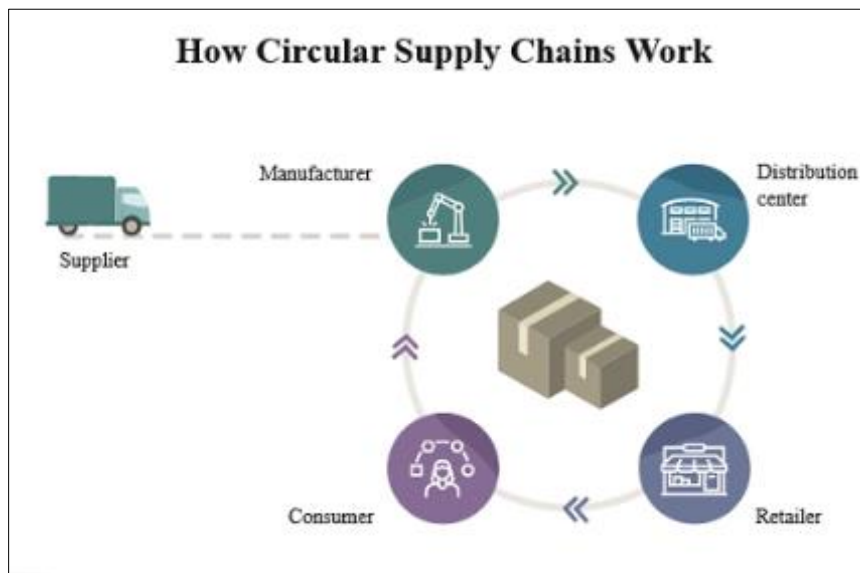 How Circular Supply Chains Work
Manufacturer
Distribution
center
Supplier
Consumer
Retailer